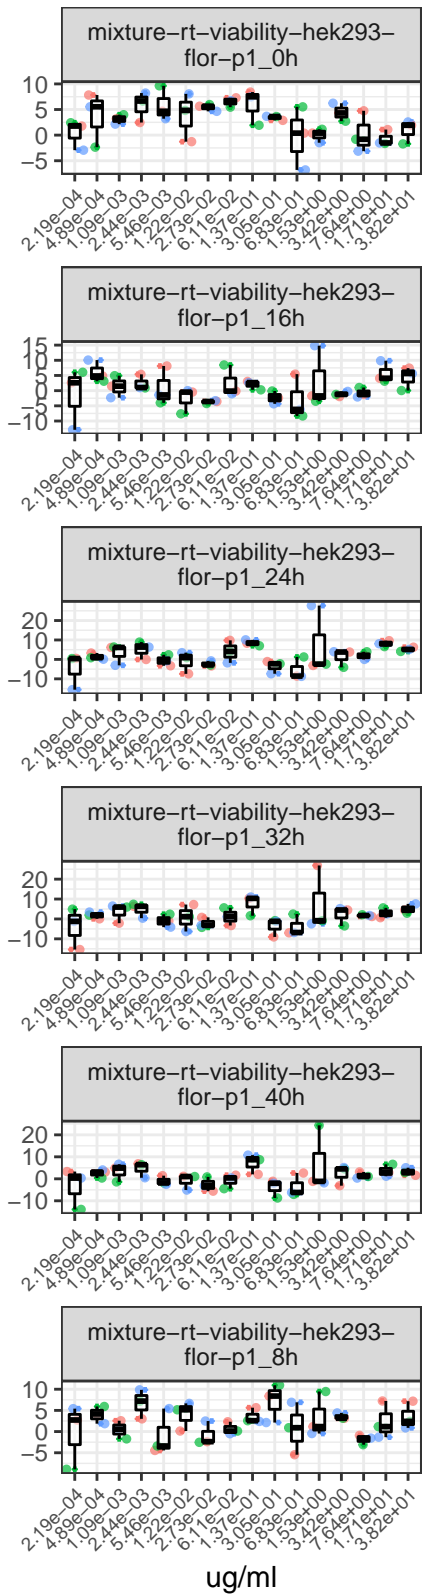 mixture−rt−viability−hek293−
flor−p1_0h
10
5
0
−5
2.19e−04
4.89e−04
1.09e−03
2.44e−03
5.46e−03
1.22e−02
2.73e−02
6.11e−02
1.37e−01
3.05e−01
6.83e−01
1.53e+00
3.42e+00
7.64e+00
1.71e+01
3.82e+01
mixture−rt−viability−hek293−
flor−p1_16h
15
10
5
0
−5
−10
2.19e−04
4.89e−04
1.09e−03
2.44e−03
5.46e−03
1.22e−02
2.73e−02
6.11e−02
1.37e−01
3.05e−01
6.83e−01
1.53e+00
3.42e+00
7.64e+00
1.71e+01
3.82e+01
mixture−rt−viability−hek293−
flor−p1_24h
20
10
0
−10
2.19e−04
4.89e−04
1.09e−03
2.44e−03
5.46e−03
1.22e−02
2.73e−02
6.11e−02
1.37e−01
3.05e−01
6.83e−01
1.53e+00
3.42e+00
7.64e+00
1.71e+01
3.82e+01
mixture−rt−viability−hek293−
flor−p1_32h
20
10
0
−10
2.19e−04
4.89e−04
1.09e−03
2.44e−03
5.46e−03
1.22e−02
2.73e−02
6.11e−02
1.37e−01
3.05e−01
6.83e−01
1.53e+00
3.42e+00
7.64e+00
1.71e+01
3.82e+01
mixture−rt−viability−hek293−
flor−p1_40h
20
10
0
−10
2.19e−04
4.89e−04
1.09e−03
2.44e−03
5.46e−03
1.22e−02
2.73e−02
6.11e−02
1.37e−01
3.05e−01
6.83e−01
1.53e+00
3.42e+00
7.64e+00
1.71e+01
3.82e+01
mixture−rt−viability−hek293−
flor−p1_8h
10
5
0
−5
2.19e−04
4.89e−04
1.09e−03
2.44e−03
5.46e−03
1.22e−02
2.73e−02
6.11e−02
1.37e−01
3.05e−01
6.83e−01
1.53e+00
3.42e+00
7.64e+00
1.71e+01
3.82e+01
ug/ml